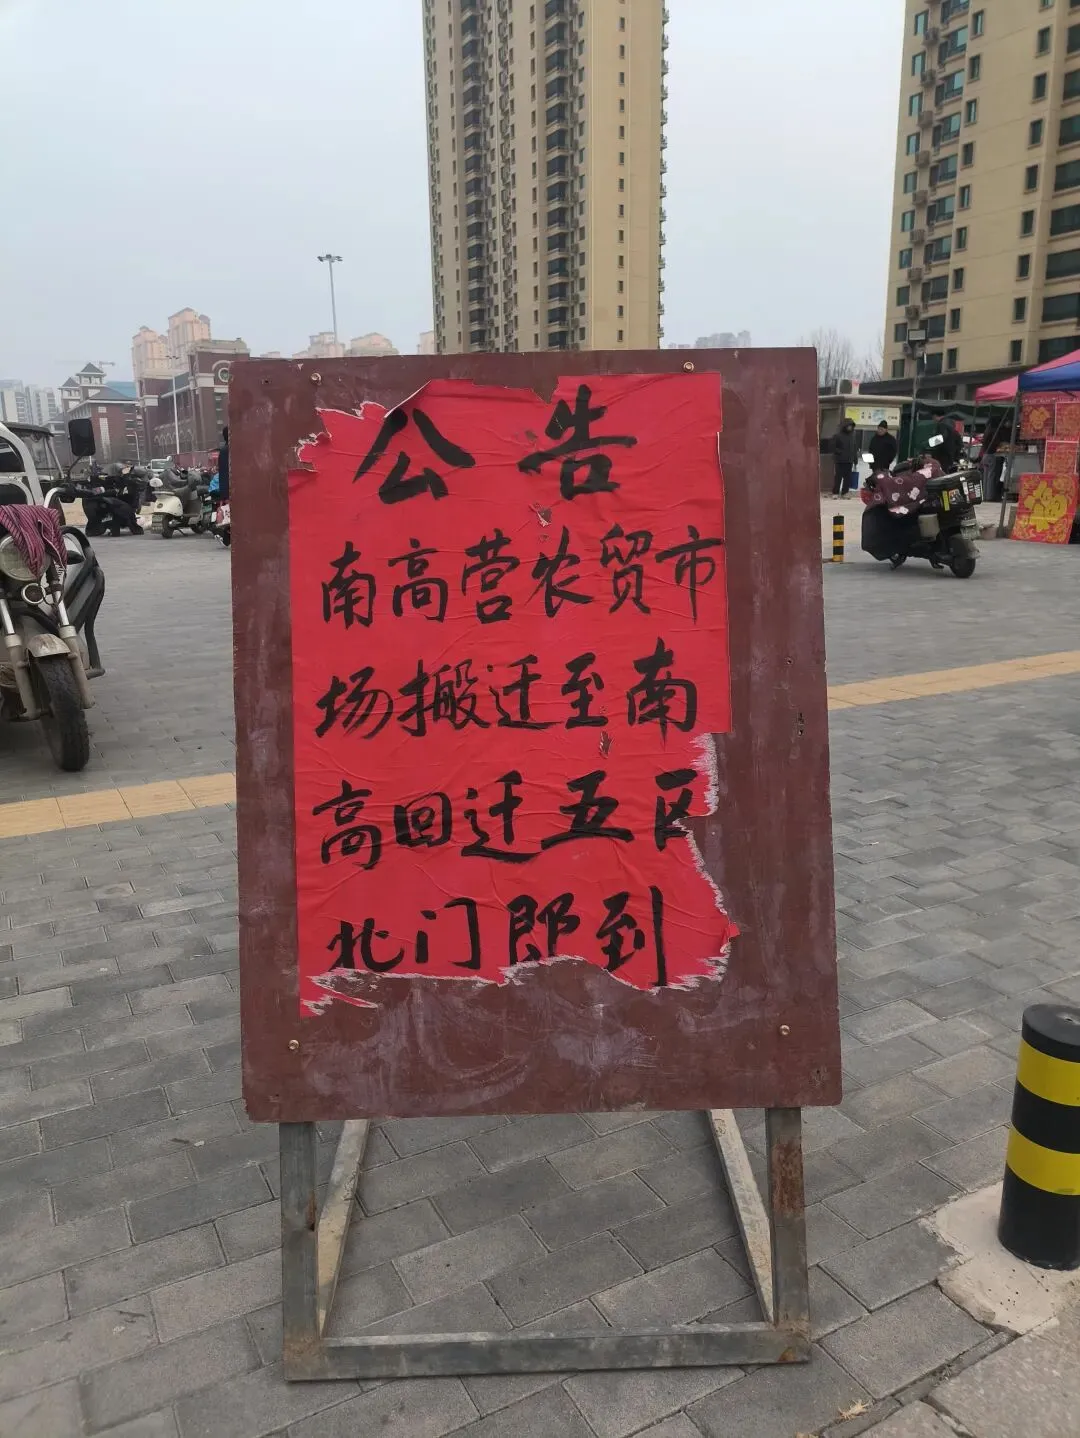 公告
南高营农贸市
场搬迁至南
高回迁五区
北门即到